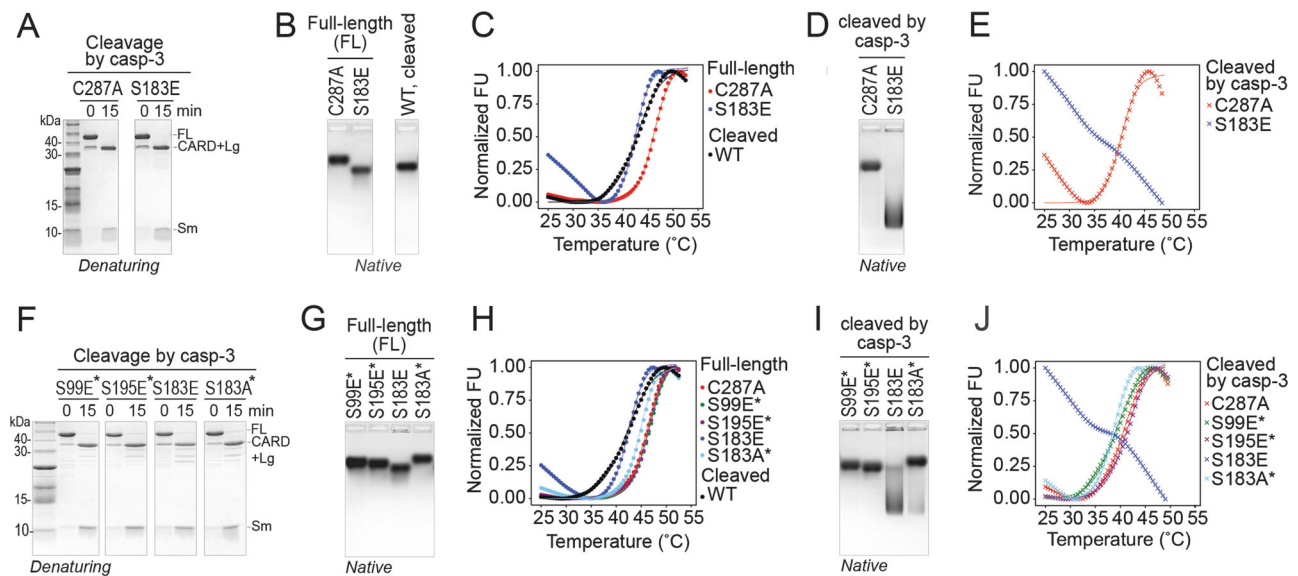 A
Cleavage
by casp-3
C287A S183E
0 15 0 15 min
kDa
40-
30-
15-
10-
FL
CARD+Lg
Sm
Denaturing
B
Full-length
(FL)
C287A
S183E
WT, cleaved
Native
C
Normalized FU
1.00
0.75
0.50
0.25
0.00
25 30 35 40 45 50 55
Temperature (˚C)
Full-length
C287A
S183E
Cleaved
WT
D
cleaved by
casp-3
C287A
S183E
Native
E
Normalized FU
1.00
0.75
0.50
0.25
0.00
25 30 35 40 45 50 55
Temperature (˚C)
Cleaved
by casp-3
C287A
S183E
F
Cleavage by casp-3
S99E* S195E* S183E S183A*
0 15 0 15 0 15 0 15 min
kDa
40-
30-
15-
10-
FL
CARD
+Lg
Sm
Denaturing
G
Full-length
(FL)
S99E*
S195E*
S183E
S183A*
Native
H
Normalized FU
1.00
0.75
0.50
0.25
0.00
25 30 35 40 45 50 55
Temperature (˚C)
Full-length
C287A
S99E*
S195E*
S183E
S183A*
Cleaved
WT
I
cleaved by
casp-3
S99E*
S195E*
S183E
S183A*
Native
J
Normalized FU
1.00
0.75
0.50
0.25
0.00
25 30 35 40 45 50 55
Temperature (˚C)
Cleaved
by casp-3
C287A
S99E*
S195E*
S183E
S183A*